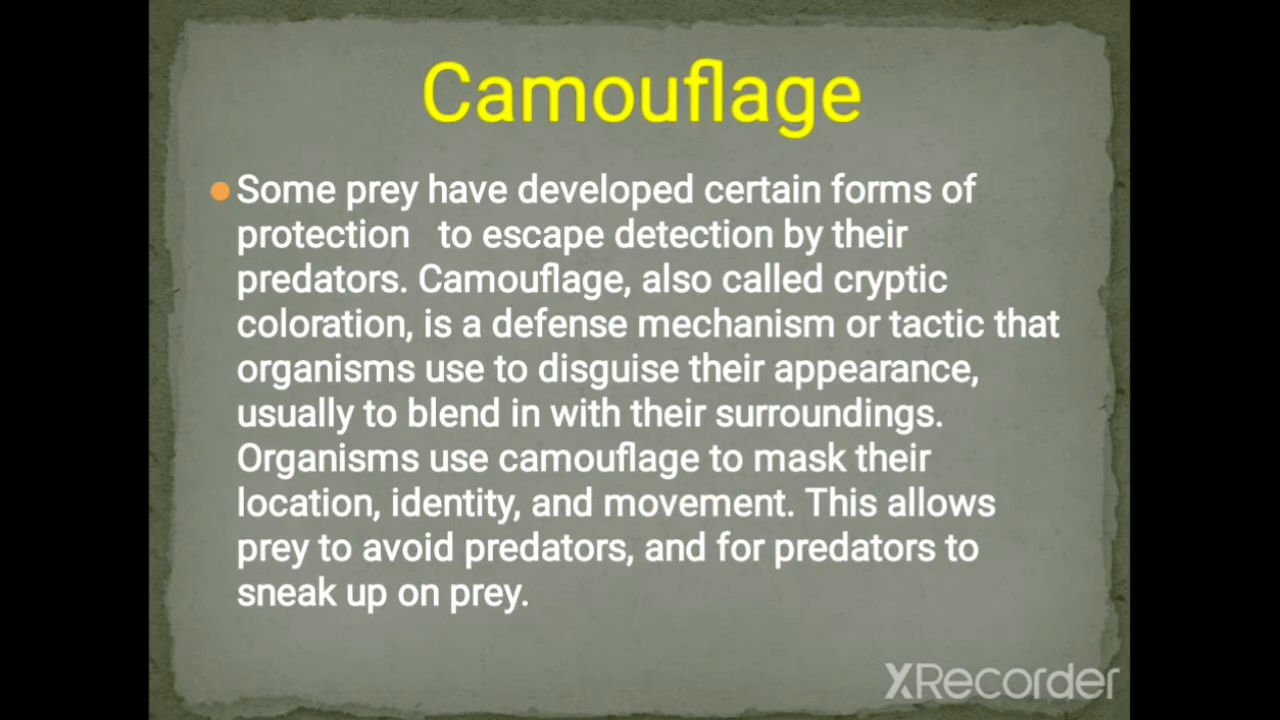 Camouflage
Some prey have developed certain forms of
protection to escape detection by their
predators. Camouflage, also called cryptic
coloration, is a defense mechanism or tactic that
organisms use to disguise their appearance,
usually to blend in with their surroundings.
Organisms use camouflage to mask their
location, identity, and movement. This allows
prey to avoid predators, and for predators to
sneak up on prey.
XRecorder